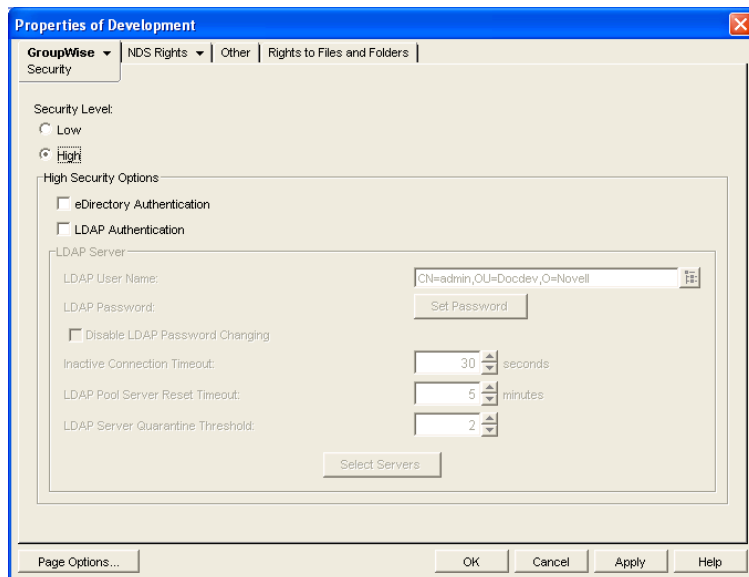 Properties of Development
GroupWise NDS Rights Other Rights to Files and Folders
Security
Security Level:
Low
High
High Security Options
eDirectory Authentication
LDAP Authentication
LDAP Server
LDAP User Name: CN=admin,OU=Docdev,O=Novell
LDAP Password: Set Password
Disable LDAP Password Changing
Inactive Connection Timeout: 30 seconds
LDAP Pool Server Reset Timeout: 5 minutes
LDAP Server Quarantine Threshold: 2
Select Servers
Page Options... OK Cancel Apply Help